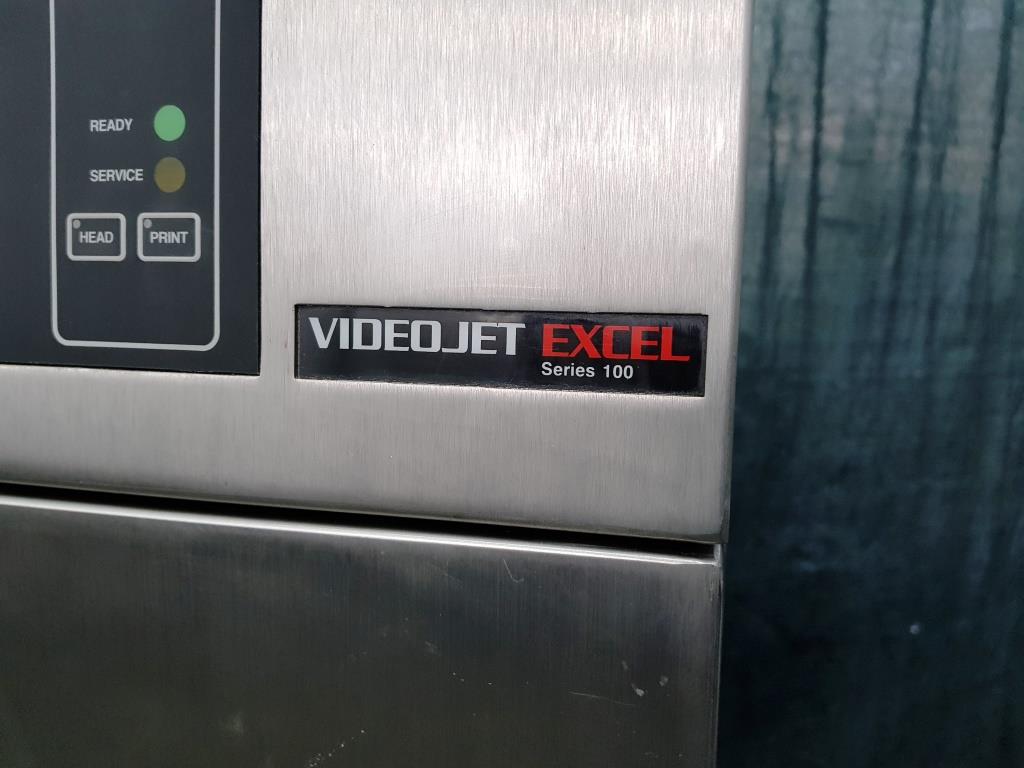 READY
SERVICE
HEAD PRINT
VIDEOJET EXCEL
Series 100